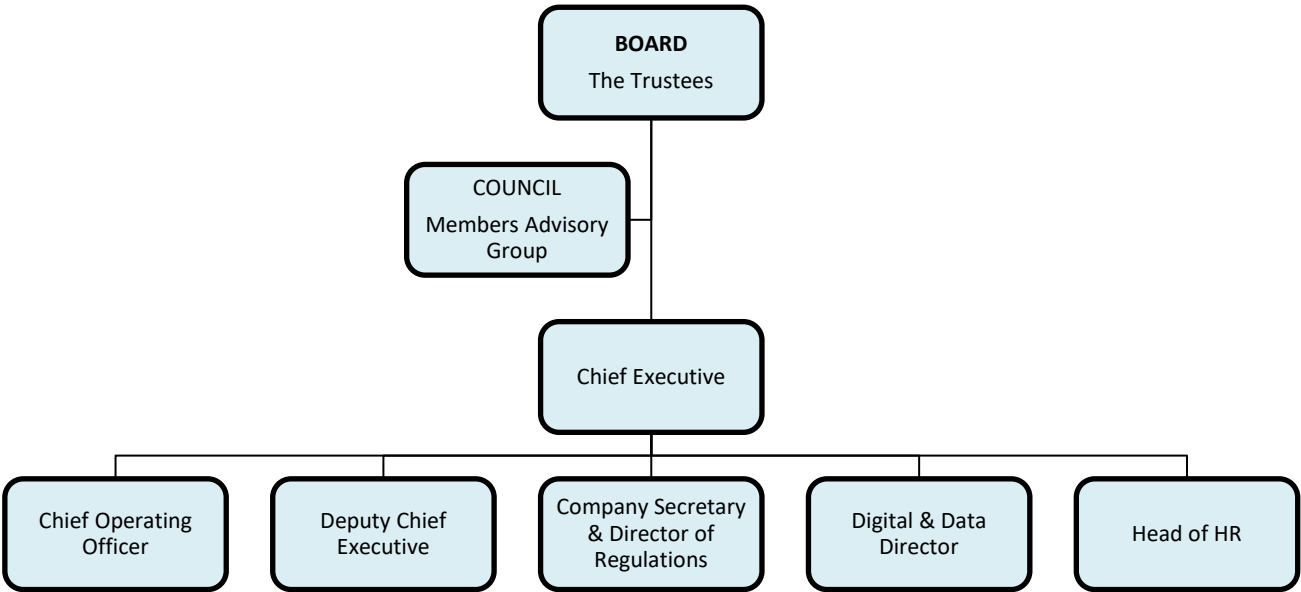 BOARD
The Trustees
COUNCIL
Members Advisory
Group
Chief Executive
Chief Operating
Officer
Deputy Chief
Executive
Company Secretary
& Director of
Regulations
Digital & Data
Director
Head of HR